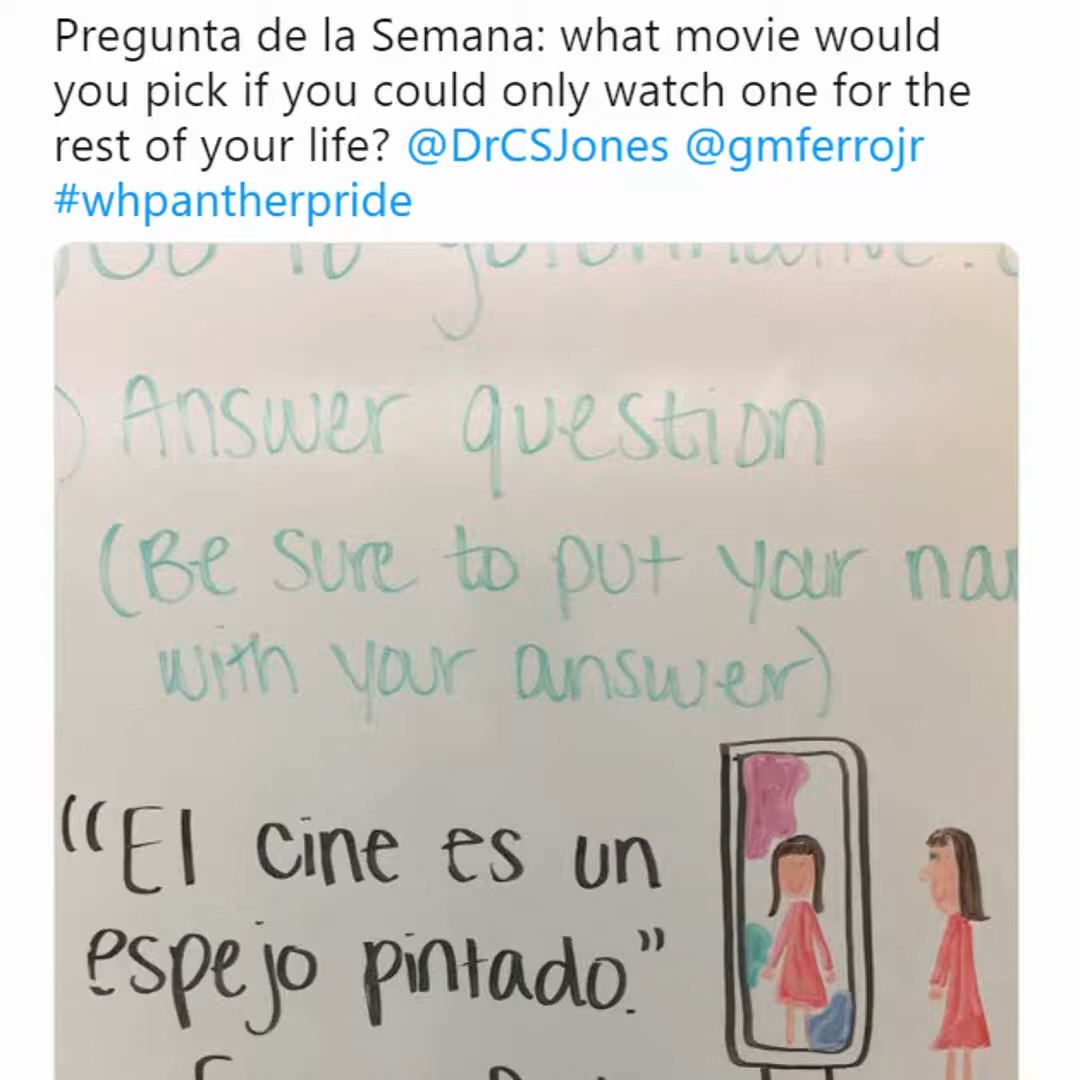 Pregunta de la Semana: what movie would
you pick if you could only watch one for the
rest of your life? @DrCSJones @gmferrojr
#whpantherpride
Go to
) Answer question
(Be sure to put your
with your answer)
"El cine es un
espejo pintado."